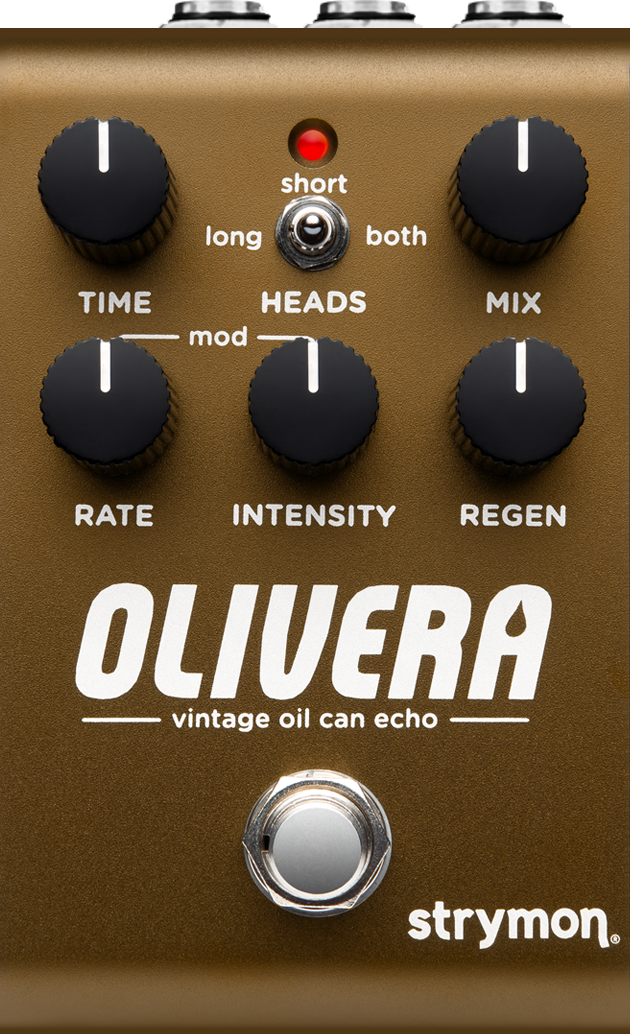 short
long both
TIME HEADS MIX
mod
RATE INTENSITY REGEN
OLIVERA
vintage oil can echo
strymon®